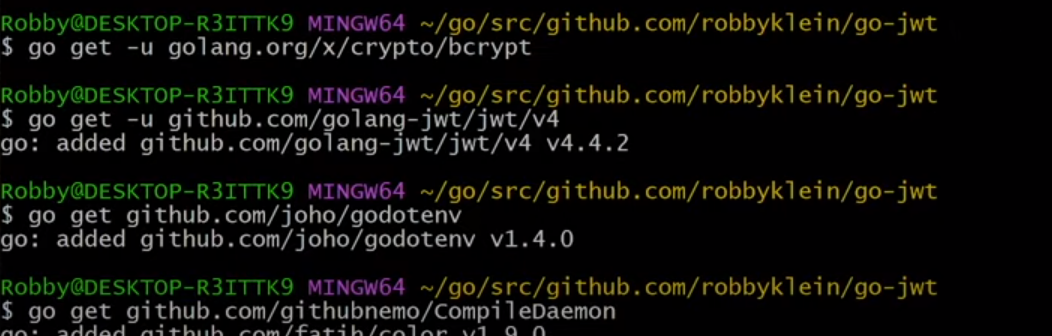 Robby@DESKTOP-R3ITTK9 MINGW64 ~/go/src/github.com/robbyklein/go-jwt
$ go get -u golang.org/x/crypto/bcrypt
Robby@DESKTOP-R3ITTK9 MINGW64 ~/go/src/github.com/robbyklein/go-jwt
$ go get -u github.com/golang-jwt/jwt/v4
go: added github.com/golang-jwt/jwt/v4 v4.4.2
Robby@DESKTOP-R3ITTK9 MINGW64 ~/go/src/github.com/robbyklein/go-jwt
$ go get github.com/joho/godotenv
go: added github.com/joho/godotenv v1.4.0
Robby@DESKTOP-R3ITTK9 MINGW64 ~/go/src/github.com/robbyklein/go-jwt
$ go get github.com/githubnemo/CompileDaemon
go: added github.com/fatih/color v1.9.0